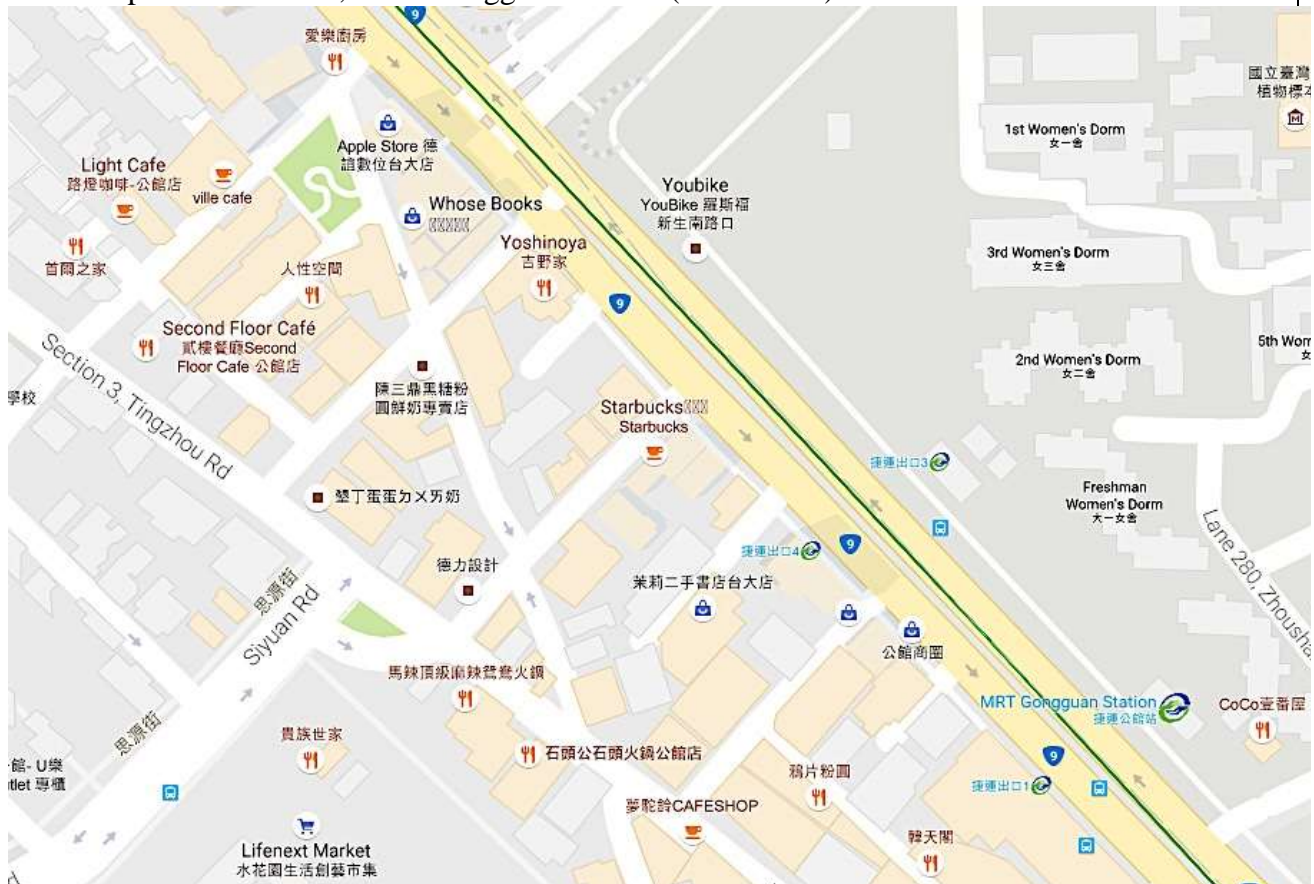 9
愛樂廚房
Apple Store 德
誼數位台大店
Light Cafe
路燈咖啡-公館店
ville cafe
首爾之家
Whose Books
Youbike
YouBike 羅斯福
新生南路口
1st Women's Dorm
女一舍
國立臺灣
植物標本
3rd Women's Dorm
女三舍
Yoshinoya
吉野家
人性空間
9
Second Floor Café
貳樓餐廳Second
Floor Cafe 公館店
Section 3, Tingzhou Rd
學校
陳三鼎黑糖粉
圓鮮奶專賣店
2nd Women's Dorm
女二舍
5th Wom
女
Starbucks
Starbucks
捷運出口3
墾丁蛋蛋ㄉㄨㄞ奶
Freshman
Women's Dorm
大一女舍
Lane 280, Zhousha
捷運出口4
9
德力設計
茉莉二手書店台大店
思源街
Siyuan Rd
公館商圈
馬辣頂級麻辣鴛鴦火鍋
MRT Gongguan Station
捷運公館站
CoCo壹番屋
貴族世家
思源街
石頭公石頭火鍋公館店
館- U樂
tlet 專櫃
9
鴉片粉圓
捷運出口1
夢駝鈴CAFESHOP
韓天閣
Lifenext Market
水花園生活創藝市集